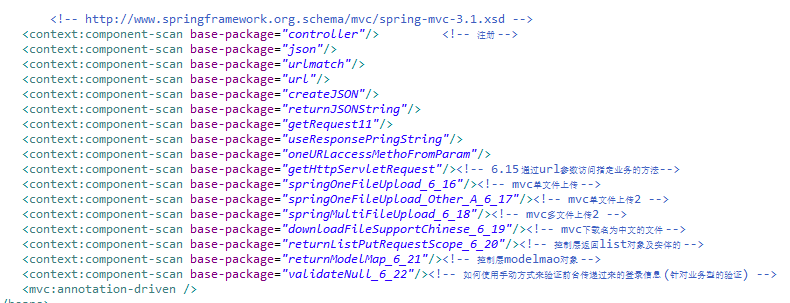 <!-- http://www.springframework.org.schema/mvc/spring-mvc-3.1.xsd -->
<context:component-scan base-package="controller"/> <!-- 注册 -->
<context:component-scan base-package="json"/>
<context:component-scan base-package="urlmatch"/>
<context:component-scan base-package="url"/>
<context:component-scan base-package="createJSON"/>
<context:component-scan base-package="returnJSONString"/>
<context:component-scan base-package="getRequest11"/>
<context:component-scan base-package="useResponsePringString"/>
<context:component-scan base-package="oneURLaccessMethoFromParam"/>
<context:component-scan base-package="getHttpServletRequest"/><!-- 6.15通过url参数访问指定业务的方法-->
<context:component-scan base-package="springOneFileUpload_6_16"/><!-- mvc单文件上传 -->
<context:component-scan base-package="springOneFileUpload_Other_A_6_17"/><!-- mvc单文件上传2 -->
<context:component-scan base-package="springMultiFileUpload_6_18"/><!-- mvc多文件上传2 -->
<context:component-scan base-package="downloadFileSupportChinese_6_19"/><!-- mvc下载名为中文的文件 -->
<context:component-scan base-package="returnListPutRequestScope_6_20"/><!-- 控制层返回list对象及实体的 -->
<context:component-scan base-package="returnModelMap_6_21"/><!-- 控制层modelmao对象 -->
<context:component-scan base-package="validateNull_6_22"/><!-- 如何使用手动方式来验证前台传递过来的登录信息(针对业务型的验证) -->
<mvc:annotation-driven />